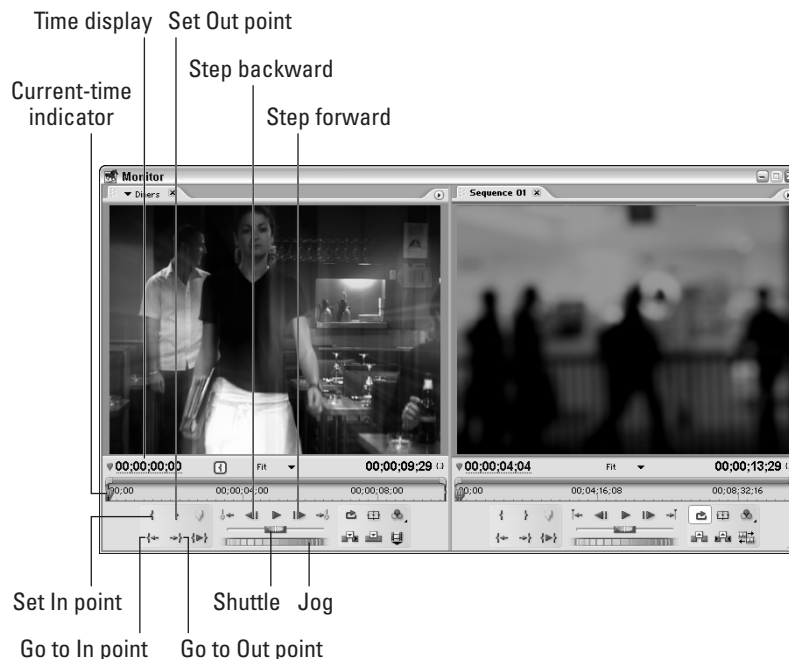 Time display Set Out point
Step backward
Current-time
indicator
Step forward
Monitor
Diners
Sequence 01
00;00;00;00
Fit
00;00;09;29
00;00;04;04
Fit
00;00;13;29
0;00
00;00;04;00
00;00;08;00
0;00
00;04;16;08
00;08;32;16
Set In point
Shuttle Jog
Go to In point
Go to Out point